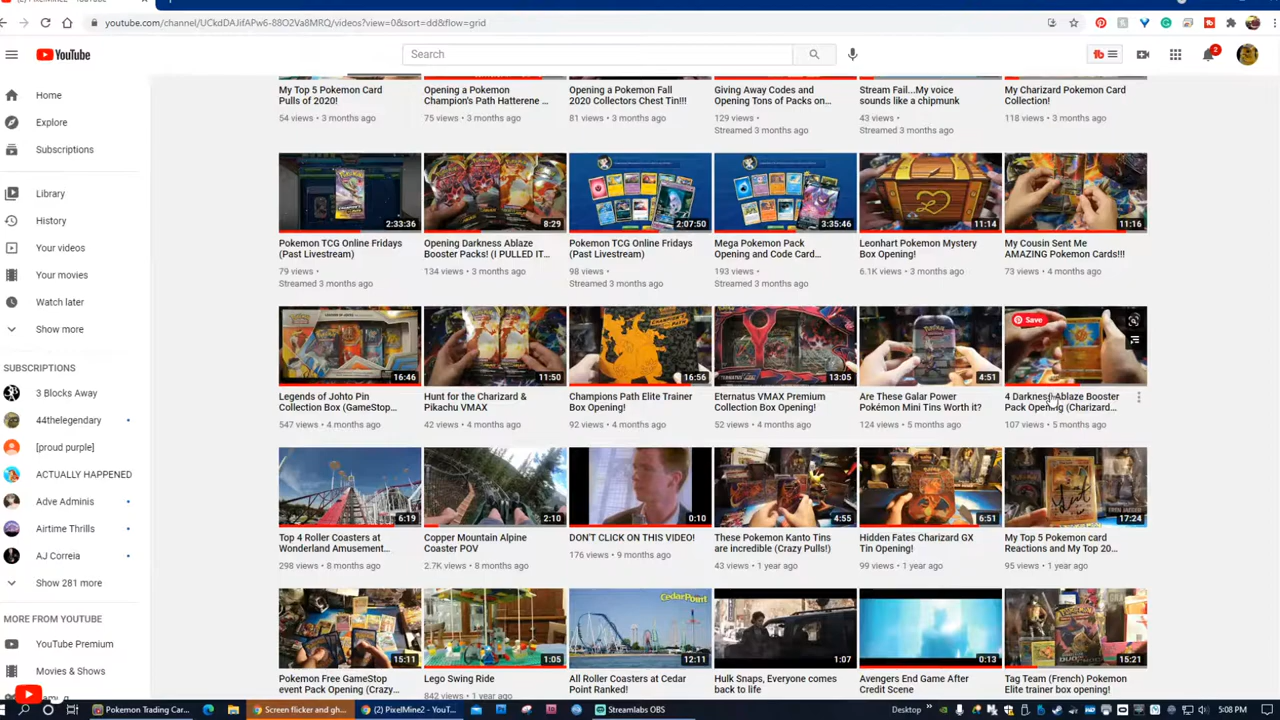 youtube.com/channel/UCkdDAJifAPw6-88O2Va8MRQ/videos?view=0&sort=dd&flow=grid
YouTube
Search
2
Home
Explore
Subscriptions
Library
History
Your videos
Your movies
Watch later
Show more
SUBSCRIPTIONS
3 Blocks Away
44thelegendary
[proud purple]
ACTUALLY HAPPENED
Adve Adminis
Airtime Thrills
AJ Correia
Show 281 more
MORE FROM YOUTUBE
YouTube Premium
Movies & Shows
My Top 5 Pokemon Card
Pulls of 2020!
54 views • 3 months ago
Opening a Pokemon
Champion's Path Hatterene ...
75 views • 3 months ago
Opening a Pokemon Fall
2020 Collectors Chest Tin!!!
81 views • 3 months ago
Giving Away Codes and
Opening Tons of Packs on...
129 views •
Streamed 3 months ago
Stream Fail...My voice
sounds like a chipmunk
43 views •
Streamed 3 months ago
My Charizard Pokemon Card
Collection!
118 views • 3 months ago
2:33:36
Pokemon TCG Online Fridays
(Past Livestream)
79 views •
Streamed 3 months ago
8:29
Opening Darkness Ablaze
Booster Packs! (I PULLED IT...
134 views • 3 months ago
2:07:50
Pokemon TCG Online Fridays
(Past Livestream)
98 views •
Streamed 3 months ago
3:35:46
Mega Pokemon Pack
Opening and Code Card...
193 views •
Streamed 3 months ago
11:14
Leonhart Pokemon Mystery
Box Opening!
6.1K views • 3 months ago
11:16
My Cousin Sent Me
AMAZING Pokemon Cards!!!
73 views • 4 months ago
16:46
Legends of Johto Pin
Collection Box (GameStop...
547 views • 4 months ago
11:50
Hunt for the Charizard &
Pikachu VMAX
42 views • 4 months ago
16:56
Champions Path Elite Trainer
Box Opening!
92 views • 4 months ago
13:05
Eternatus VMAX Premium
Collection Box Opening!
52 views • 4 months ago
4:51
Are These Galar Power
Pokémon Mini Tins Worth it?
124 views • 5 months ago
Save
4 Darkness Ablaze Booster
Pack Opening (Charizard...
107 views • 5 months ago
6:19
Top 4 Roller Coasters at
Wonderland Amusement...
298 views • 8 months ago
2:10
Copper Mountain Alpine
Coaster POV
2.7K views • 8 months ago
0:10
DON'T CLICK ON THIS VIDEO!
176 views • 9 months ago
4:55
These Pokemon Kanto Tins
are incredible (Crazy Pulls!)
43 views • 1 year ago
6:51
Hidden Fates Charizard GX
Tin Opening!
99 views • 1 year ago
17:24
My Top 5 Pokemon card
Reactions and My Top 20...
95 views • 1 year ago
15:11
Pokemon Free GameStop
event Pack Opening (Crazy...
1:05
Lego Swing Ride
842 views • 1 year ago
CedarPoint
12:11
All Roller Coasters at Cedar
Point Ranked!
1:07
Hulk Snaps, Everyone comes
back to life
0:13
Avengers End Game After
Credit Scene
15:21
Tag Team (French) Pokemon
Elite trainer box opening!
Pokemon Trading Car...
Screen flicker and gh...
(2) PixelMine2 - YouT...
Streamlabs OBS
Desktop
5:08 PM